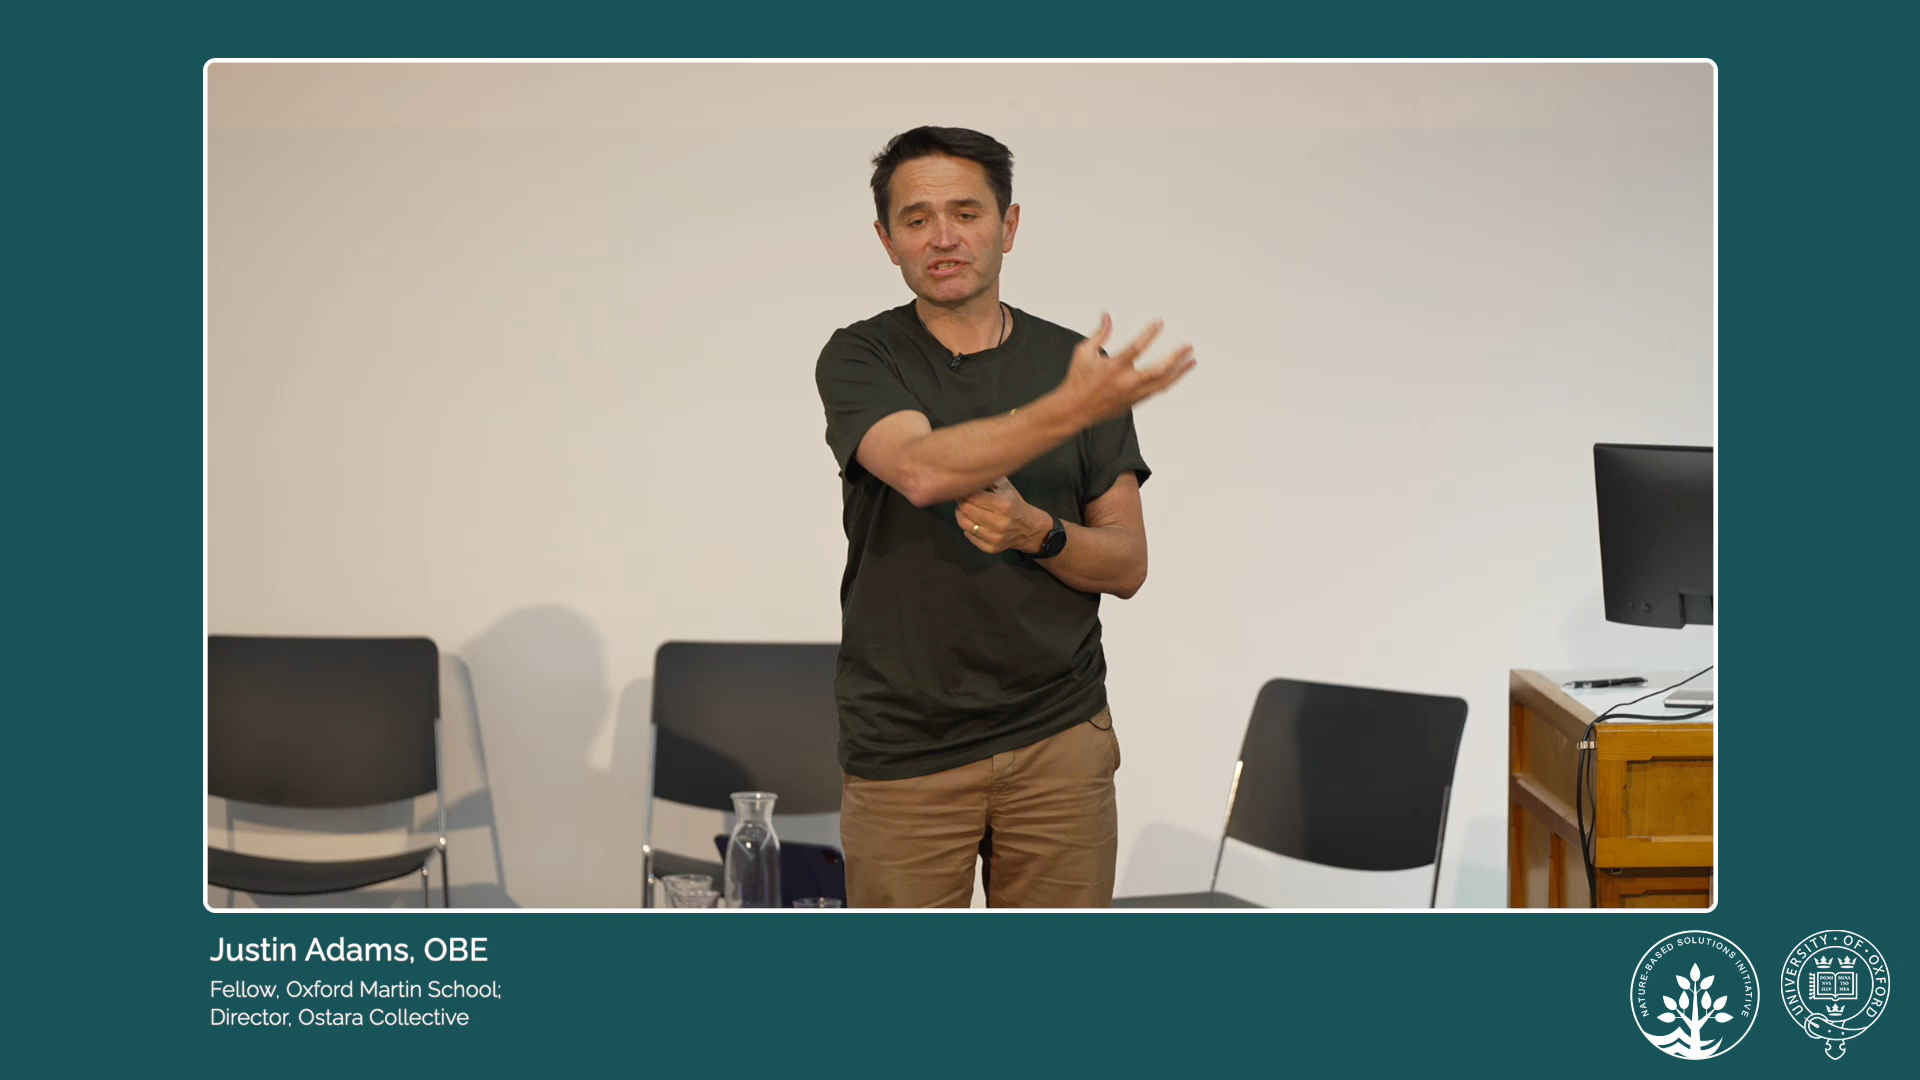 Justin Adams, OBE
Fellow, Oxford Martin School;
Director, Ostara Collective
NATURE-BASED SOLUTIONS INITIATIVE
UNIVERSITY · OF · OXFORD